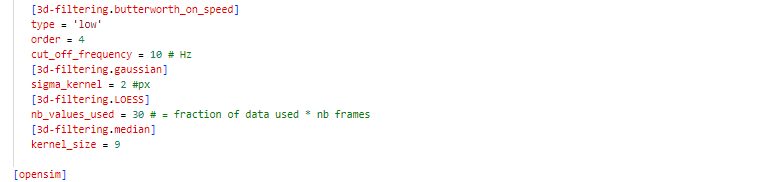 [3d-filtering.butterworth_on_speed]
type = 'low'
order = 4
cut_off_frequency = 10 # Hz
[3d-filtering.gaussian]
sigma_kernel = 2 #px
[3d-filtering.LOESS]
nb_values_used = 30 # = fraction of data used * nb frames
[3d-filtering.median]
kernel_size = 9
[opensim]